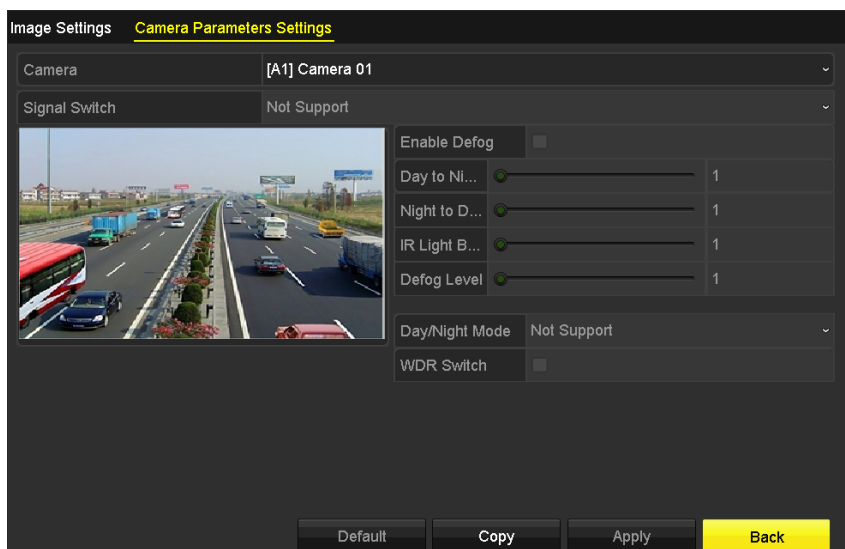 Image Settings Camera Parameters Settings
Camera [A1] Camera 01
Signal Switch Not Support
Enable Defog
Day to Ni... 1
Night to D... 1
IR Light B... 1
Defog Level 1
Day/Night Mode Not Support
WDR Switch
Default Copy Apply Back